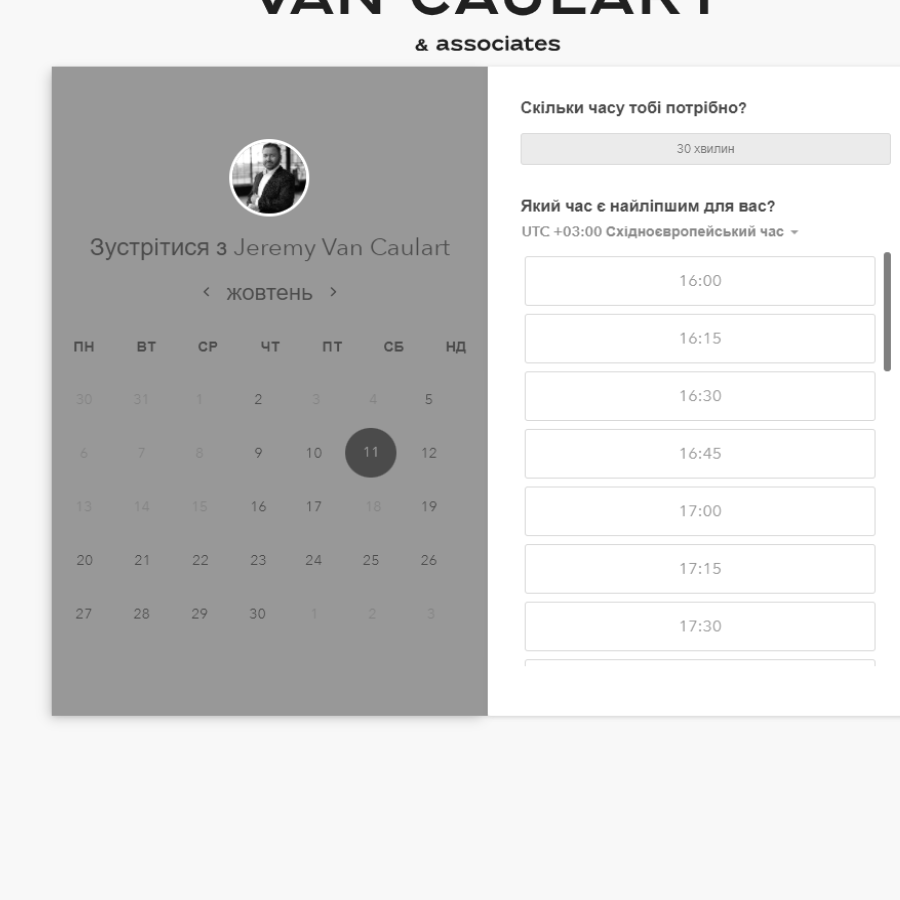 VAN CAULART
& associates
Зустрітися з Jeremy Van Caulart
жовтень
ПН ВТ СР ЧТ ПТ СБ НД
30 31 1 2 3 4 5
6 7 8 9 10 11 12
13 14 15 16 17 18 19
20 21 22 23 24 25 26
27 28 29 30 1 2 3
Скільки часу тобі потрібно?
30 хвилин
Який час є найліпшим для вас?
UTC +03:00 Східноєвропейський час
16:00
16:15
16:30
16:45
17:00
17:15
17:30